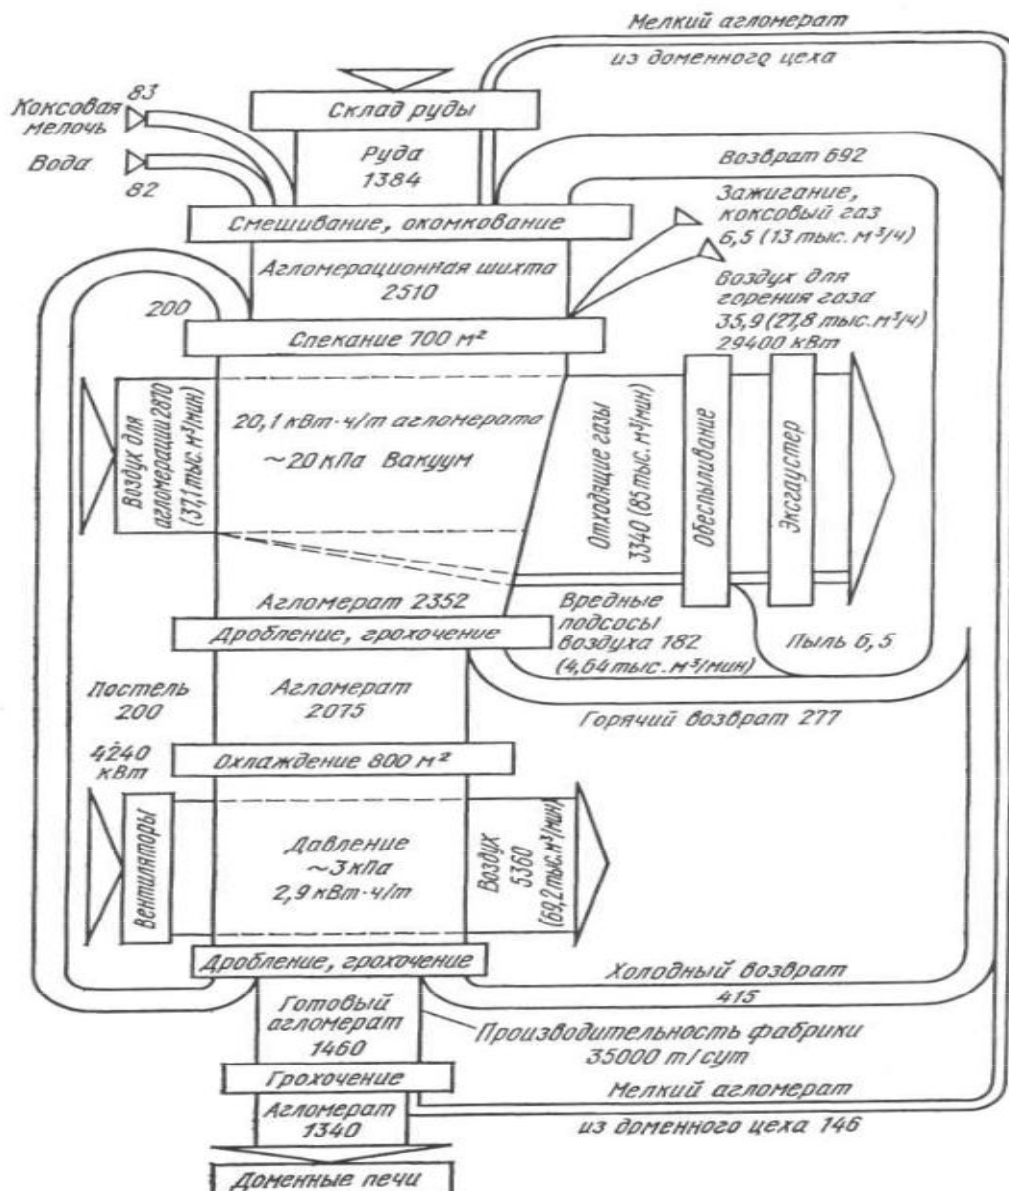 Мелкий агломерат
из доменного цеха
83
Коксовая
мелочь
Вода
82
Склад руды
Руда
1384
Возврат 692
Зажигание,
коксовый газ
6,5 (13 тыс. м³/ч)
Смешивание, окомкование
Агломерационная шихта
2510
Воздух для
горения газа
35,9 (27,8 тыс. м³/ч)
29400 кВт
200
Спекание 700 м²
Воздух для
агломерации 2870
(37,1 тыс. м³/мин)
20,1 кВт·ч/т агломерата
~20 кПа Вакуум
Отходящие газы
3340 (85 тыс. м³/мин)
Обеспыливание
Эксгаустер
Агломерат 2352
Дробление, грохочение
Вредные
подсосы
воздуха 182
(4,64 тыс. м³/мин)
Пыль 6,5
Постель
200
Агломерат
2075
Горячий возврат 277
4240
кВт
Охлаждение 800 м²
Вентиляторы
Давление
~3 кПа
2,9 кВт·ч/т
Воздух
5360
(69,2 тыс. м³/мин)
Дробление, грохочение
Холодный возврат
415
Готовый
агломерат
1460
Производительность фабрики
35000 т/сут
Грохочение
Мелкий агломерат
из доменного цеха 146
Агломерат
1340
Доменные печи